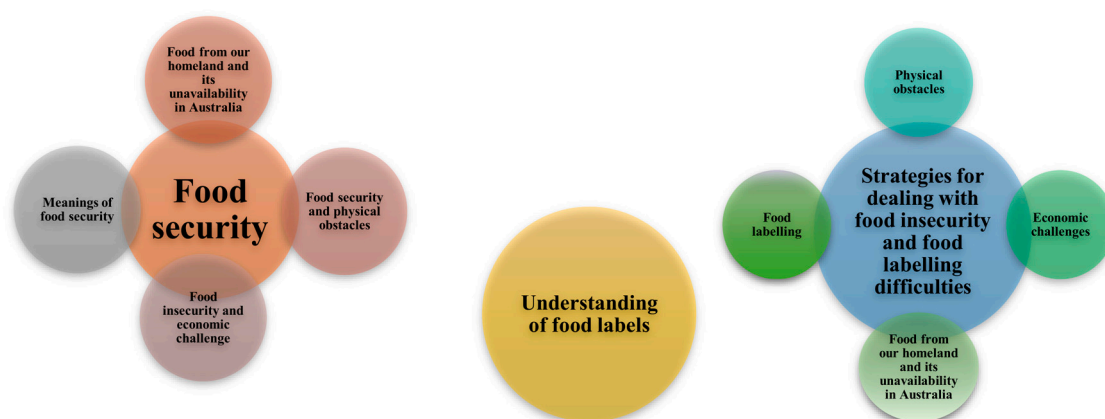 Food from our
homeland and
its
unavailability
in Australia
Meanings of
food security
Food
security
Food security
and physical
obstacles
Food
insecurity and
economic
challenge
Understanding
of food labels
Physical
obstacles
Food
labelling
Strategies for
dealing with
food insecurity
and food
labelling
difficulties
Economic
challenges
Food from
our homeland
and its
unavailability
in Australia